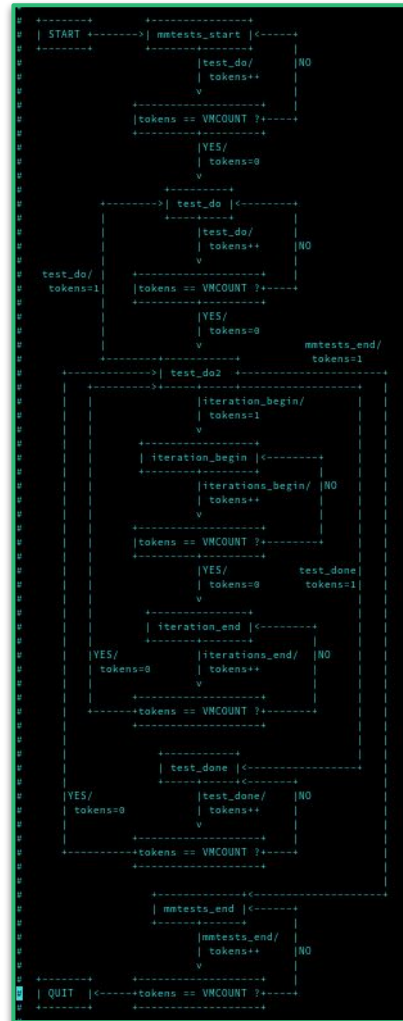 START
mmtests_start
test_do/ NO
tokens++
tokens == VMCOUNT ?
YES/
tokens=0
test_do
test_do/
tokens++ NO
test_do/
tokens=1 tokens == VMCOUNT ?
YES/
tokens=0
mmtests_end/
tokens=1
test_do2
iteration_begin/
tokens=1
iteration_begin
iterations_begin/ NO
tokens++
tokens == VMCOUNT ?
YES/ test_done
tokens=0 tokens=1
iteration_end
YES/ iterations_end/ NO
tokens=0 tokens++
tokens == VMCOUNT ?
test_done
YES/ test_done/ NO
tokens=0 tokens++
tokens == VMCOUNT ?
mmtests_end
mmtests_end/
tokens++ NO
QUIT tokens == VMCOUNT ?